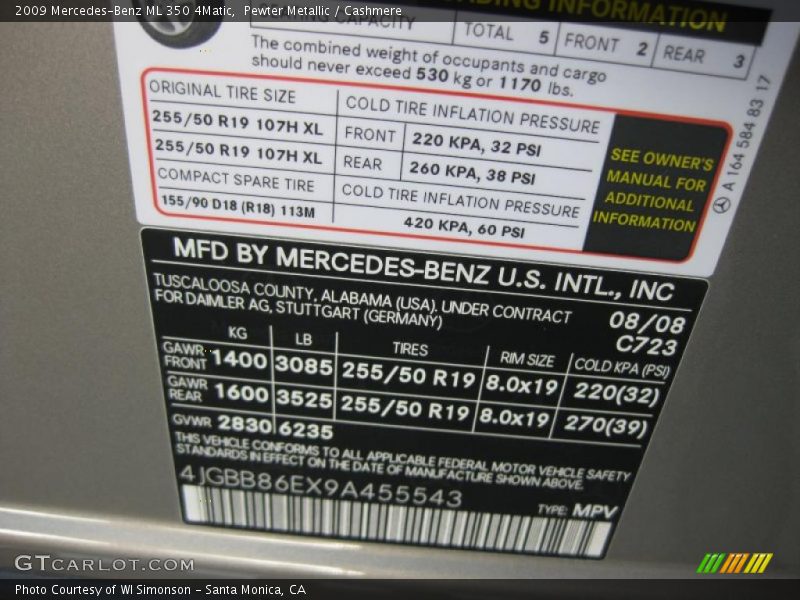 2009 Mercedes-Benz ML 350 4Matic, Pewter Metallic / Cashmere
LOADING INFORMATION
SEATING CAPACITY TOTAL 5 FRONT 2 REAR 3
The combined weight of occupants and cargo
should never exceed 530 kg or 1170 lbs.
ORIGINAL TIRE SIZE COLD TIRE INFLATION PRESSURE
255/50 R19 107H XL FRONT 220 KPA, 32 PSI
255/50 R19 107H XL REAR 260 KPA, 38 PSI
COMPACT SPARE TIRE COLD TIRE INFLATION PRESSURE
155/90 D18 (R18) 113M 420 KPA, 60 PSI
SEE OWNER'S
MANUAL FOR
ADDITIONAL
INFORMATION
A 164 584 83 17
MFD BY MERCEDES-BENZ U.S. INTL., INC
TUSCALOOSA COUNTY, ALABAMA (USA), UNDER CONTRACT
FOR DAIMLER AG, STUTTGART (GERMANY)
08/08
C723
KG LB TIRES RIM SIZE COLD KPA (PSI)
GAWR FRONT 1400 3085 255/50 R19 8.0x19 220(32)
GAWR REAR 1600 3525 255/50 R19 8.0x19 270(39)
GVWR 2830 6235
THIS VEHICLE CONFORMS TO ALL APPLICABLE FEDERAL MOTOR VEHICLE SAFETY
STANDARDS IN EFFECT ON THE DATE OF MANUFACTURE SHOWN ABOVE.
4JGBB86EX9A455543
TYPE: MPV
GTCARLOT.COM
Photo Courtesy of WI Simonson - Santa Monica, CA